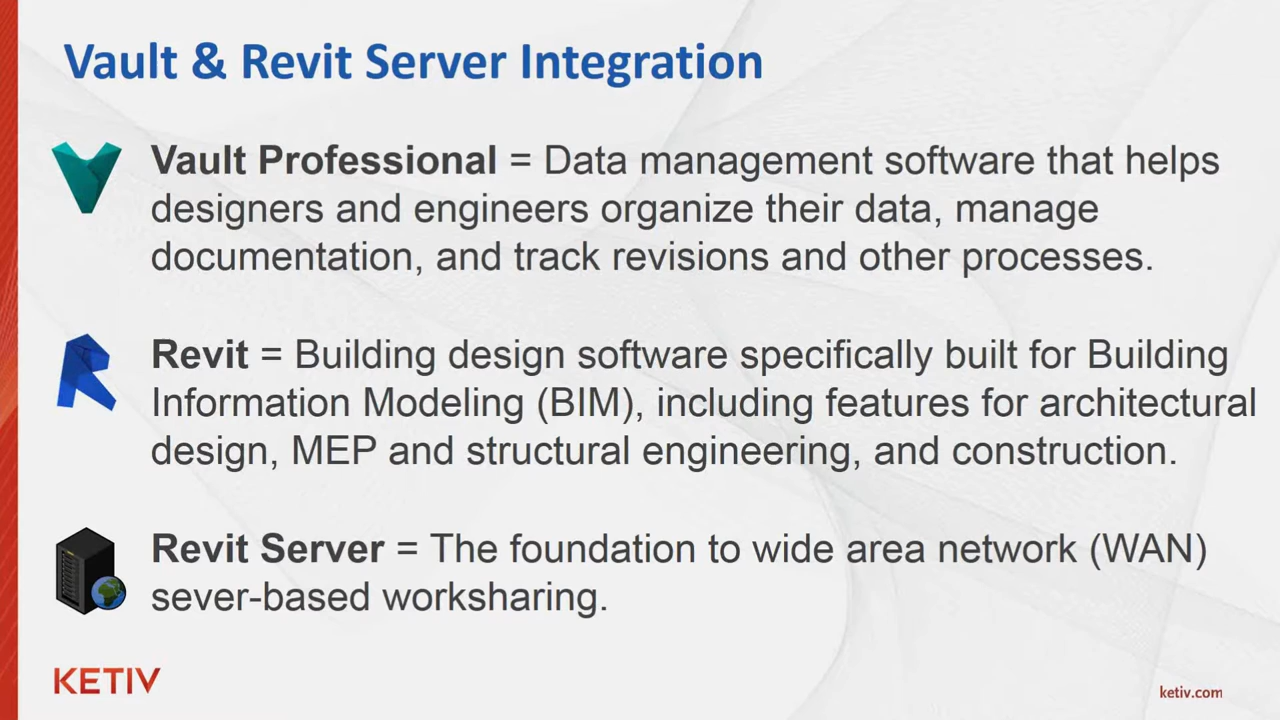 Vault & Revit Server Integration
Vault Professional = Data management software that helps
designers and engineers organize their data, manage
documentation, and track revisions and other processes.
Revit = Building design software specifically built for Building
Information Modeling (BIM), including features for architectural
design, MEP and structural engineering, and construction.
Revit Server = The foundation to wide area network (WAN)
sever-based worksharing.
KETIV
ketiv.com